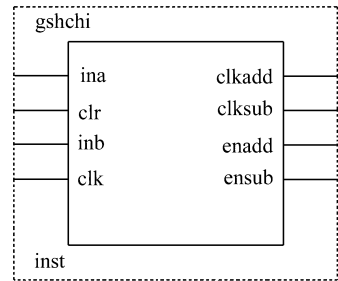 gshchi
ina clkadd
clr clksub
inb enadd
clk ensub
inst